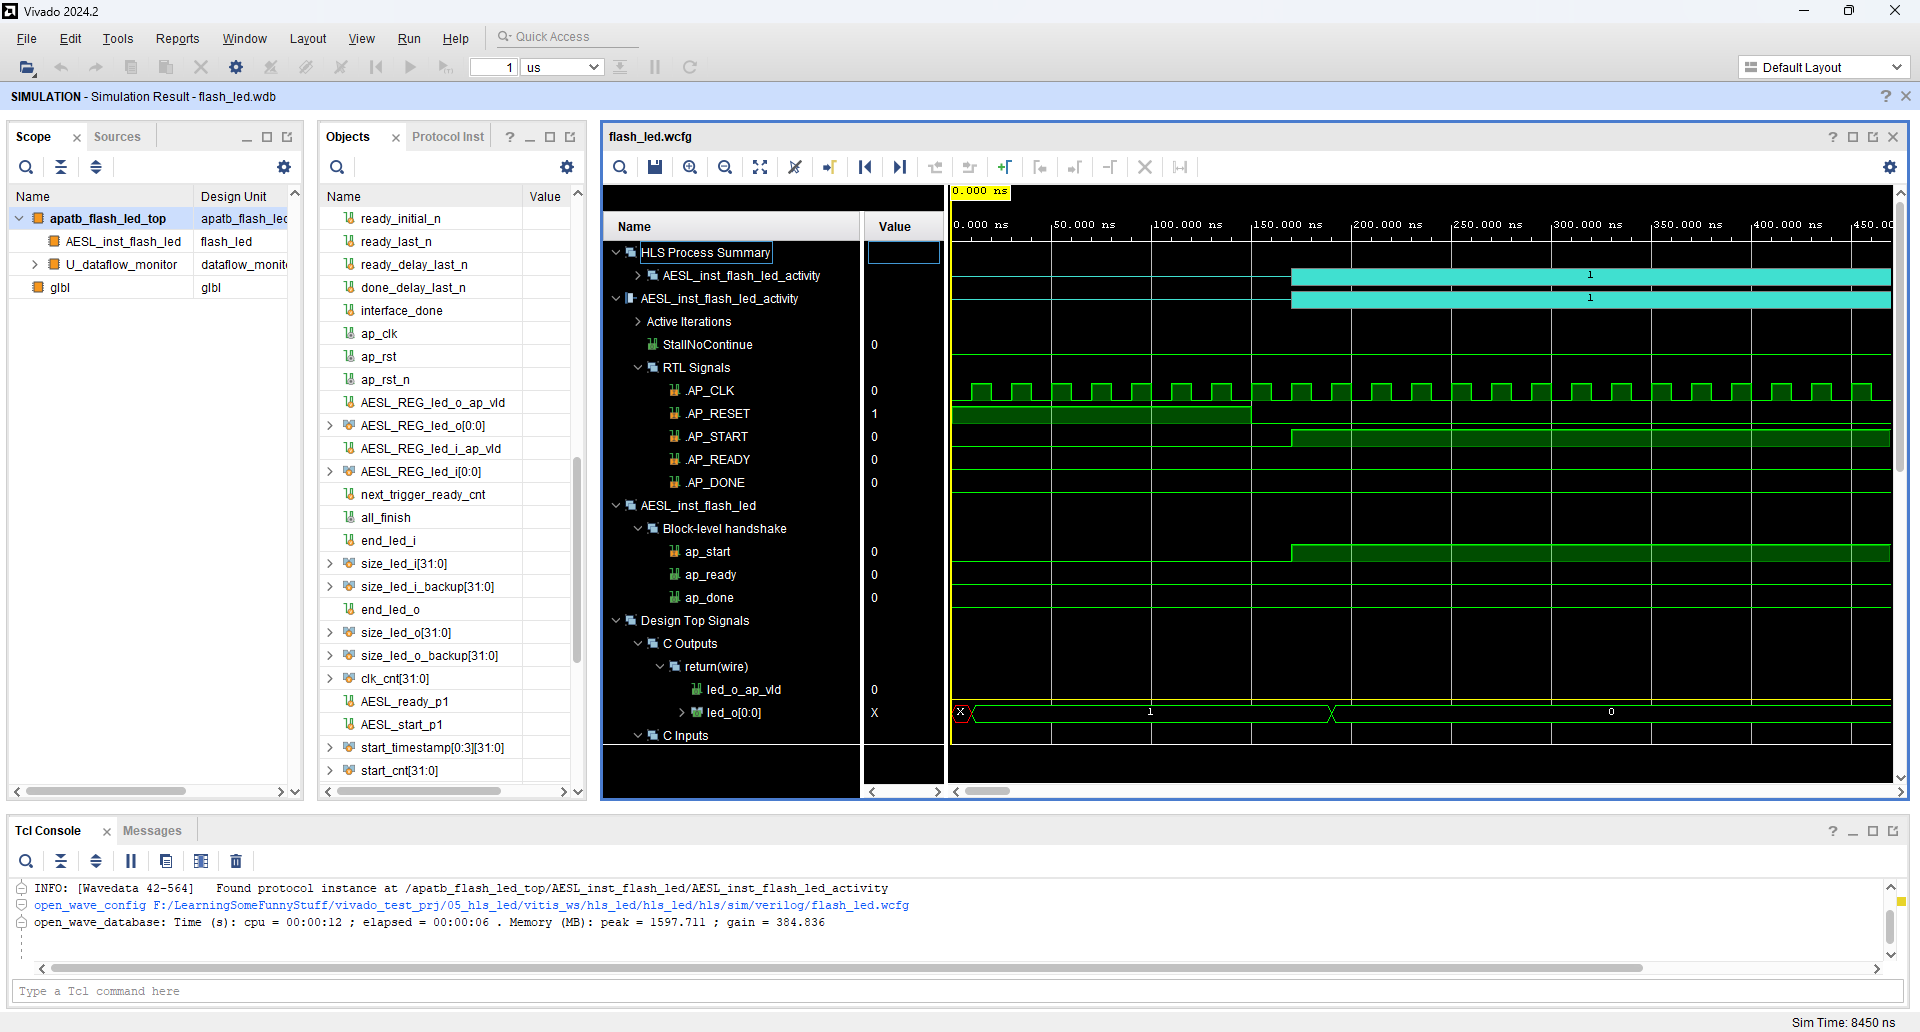 Vivado 2024.2
File Edit Tools Reports Window Layout View Run Help Quick Access
1 us Default Layout
SIMULATION - Simulation Result - flash_led.wdb
Scope Sources
Name Design Unit
apatb_flash_led_top apatb_flash_led
AESL_inst_flash_led flash_led
U_dataflow_monitor dataflow_monit
glbl glbl
Objects Protocol Inst
Name Value
ready_initial_n
ready_last_n
ready_delay_last_n
done_delay_last_n
interface_done
ap_clk
ap_rst
ap_rst_n
AESL_REG_led_o_ap_vld
AESL_REG_led_o[0:0]
AESL_REG_led_i_ap_vld
AESL_REG_led_i[0:0]
next_trigger_ready_cnt
all_finish
end_led_i
size_led_i[31:0]
size_led_i_backup[31:0]
end_led_o
size_led_o[31:0]
size_led_o_backup[31:0]
clk_cnt[31:0]
AESL_ready_p1
AESL_start_p1
start_timestamp[0:3][31:0]
start_cnt[31:0]
flash_led.wcfg
0.000 ns
Name Value
0.000 ns 50.000 ns 100.000 ns 150.000 ns 200.000 ns 250.000 ns 300.000 ns 350.000 ns 400.000 ns 450.00
HLS Process Summary
AESL_inst_flash_led_activity 1
AESL_inst_flash_led_activity 1
Active Iterations
StallNoContinue 0
RTL Signals
.AP_CLK 0
.AP_RESET 1
.AP_START 0
.AP_READY 0
.AP_DONE 0
AESL_inst_flash_led
Block-level handshake
ap_start 0
ap_ready 0
ap_done 0
Design Top Signals
C Outputs
return(wire)
led_o_ap_vld 0
led_o[0:0] X X 1 0
C Inputs
Tcl Console Messages
INFO: [Wavedata 42-564] Found protocol instance at /apatb_flash_led_top/AESL_inst_flash_led/AESL_inst_flash_led_activity
open_wave_config F:/LearningSomeFunnyStuff/vivado_test_prj/05_hls_led/vitis_ws/hls_led/hls_led/hls/sim/verilog/flash_led.wcfg
open_wave_database: Time (s): cpu = 00:00:12 ; elapsed = 00:00:06 . Memory (MB): peak = 1597.711 ; gain = 384.836
Type a Tcl command here
Sim Time: 8450 ns